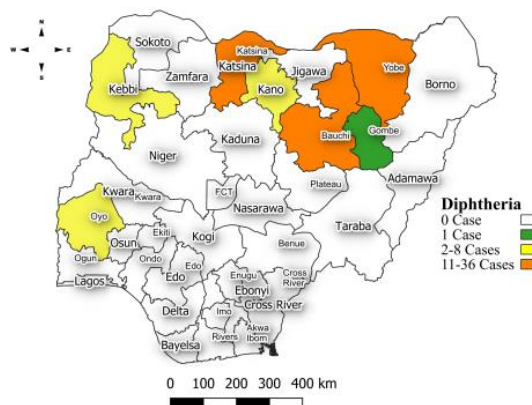 N
W E
S
Sokoto
Katsina
Katsina
Yobe
Kebbi
Zamfara
Kano
Jigawa
Borno
Kaduna
Bauchi
Gombe
Niger
Adamawa
Kwara
Kwara
FCT
Plateau
Nasarawa
Taraba
Oyo
Ekiti
Kogi
Osun
Benue
Ogun
Ondo
Edo
Edo
Lagos
Enugu
Ebonyi
Cross
River
Delta
Imo
Cross River
Bayelsa
Rivers
Akwa
Ibom
Diphtheria
0 Case
1 Case
2-8 Cases
11-36 Cases
0 100 200 300 400 km